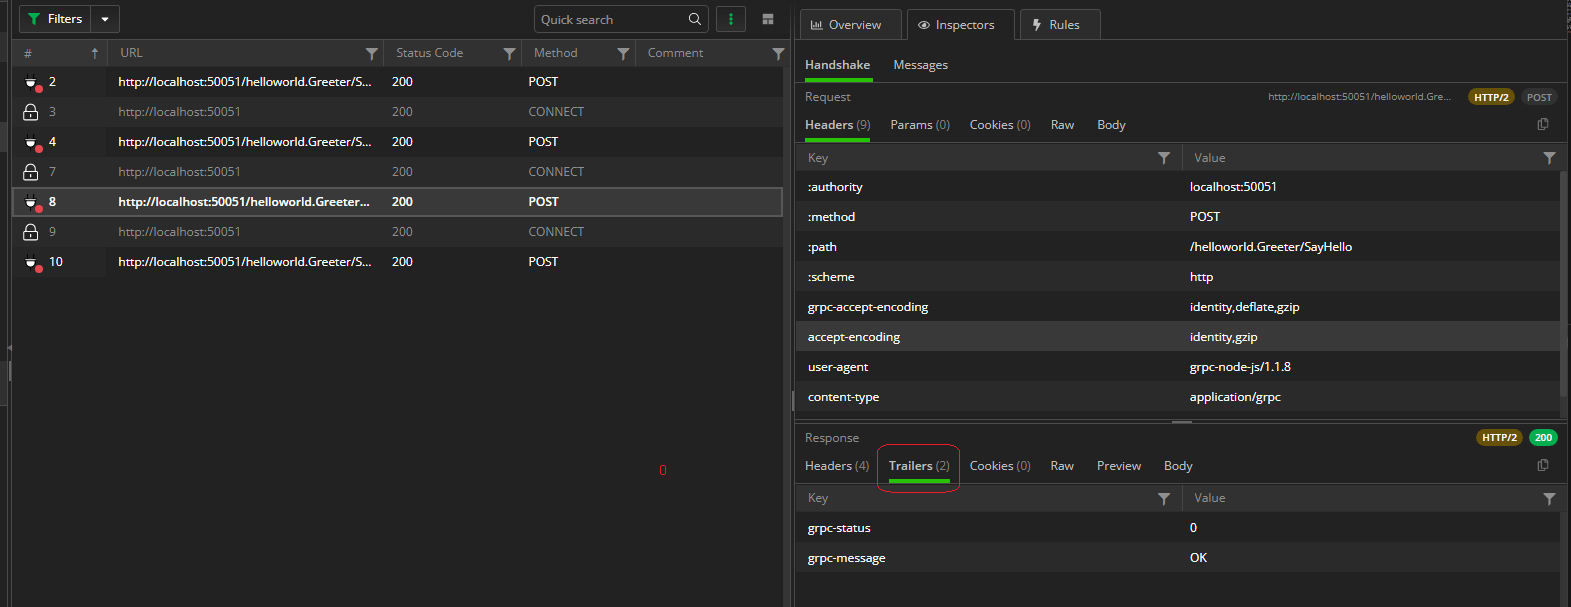 Filters
Quick search
# URL Status Code Method Comment
2 http://localhost:50051/helloworld.Greeter/S... 200 POST
3 http://localhost:50051 200 CONNECT
4 http://localhost:50051/helloworld.Greeter/S... 200 POST
7 http://localhost:50051 200 CONNECT
8 http://localhost:50051/helloworld.Greeter... 200 POST
9 http://localhost:50051 200 CONNECT
10 http://localhost:50051/helloworld.Greeter/S... 200 POST
Overview Inspectors Rules
Handshake Messages
Request http://localhost:50051/helloworld.Gre... HTTP/2 POST
Headers (9) Params (0) Cookies (0) Raw Body
Key Value
:authority localhost:50051
:method POST
:path /helloworld.Greeter/SayHello
:scheme http
grpc-accept-encoding identity,deflate,gzip
accept-encoding identity,gzip
user-agent grpc-node-js/1.1.8
content-type application/grpc
Response HTTP/2 200
Headers (4) Trailers (2) Cookies (0) Raw Preview Body
Key Value
grpc-status 0
grpc-message OK